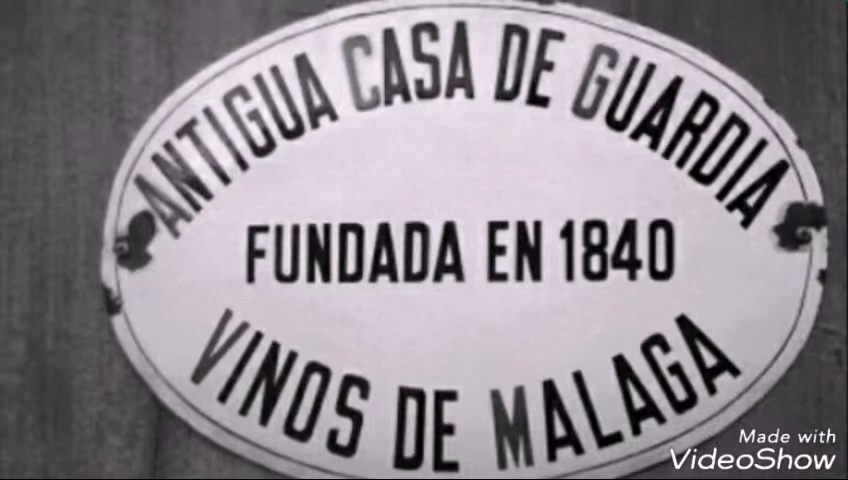 ANTIGUA CASA DE GUARDIA
FUNDADA EN 1840
VINOS DE MALAGA
Made with
VideoShow